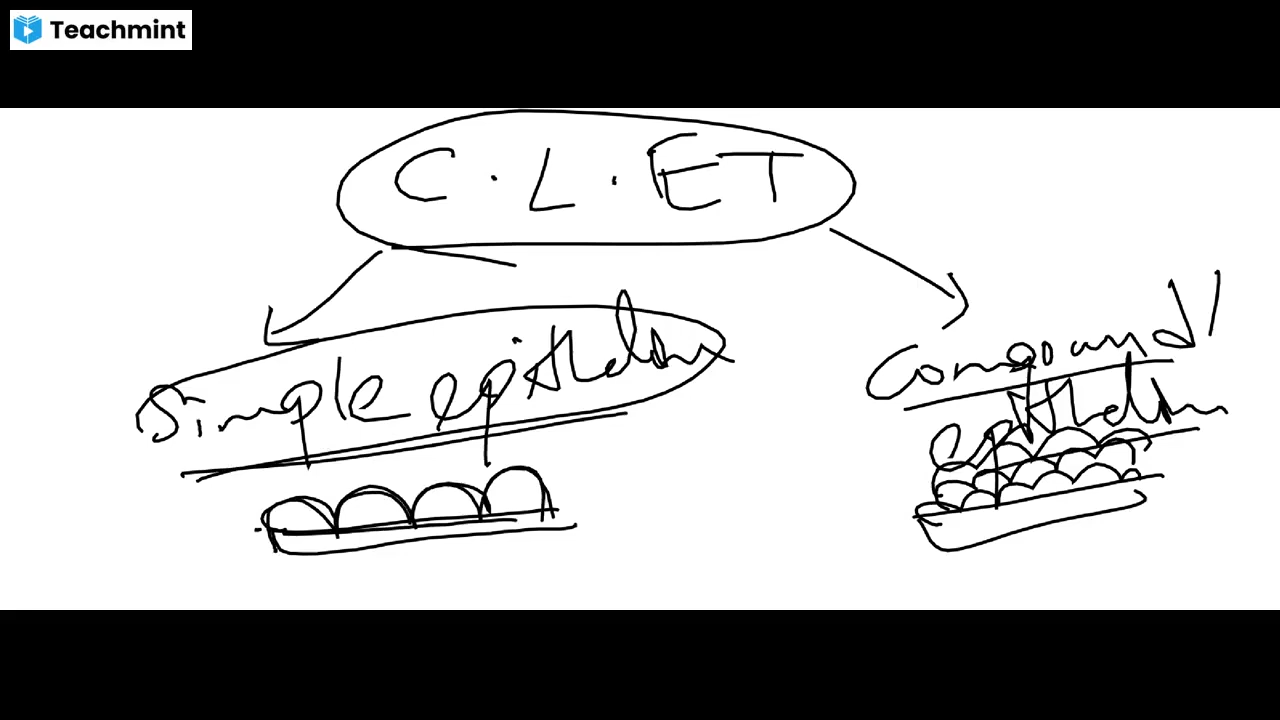 Teachmint
C. L. ET
Simple epithelium
Compound
epithelium